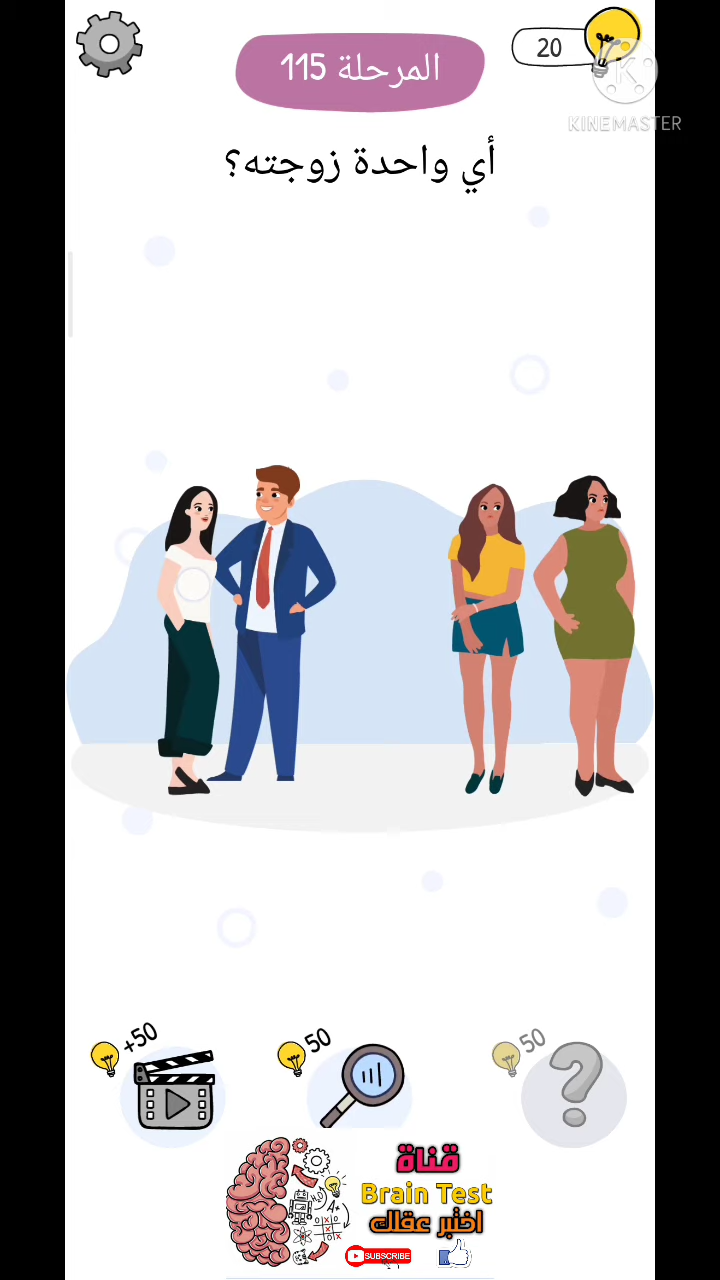 20
المرحلة 115
KINEMASTER
أي واحدة زوجته؟
+50
50
50
قناة
Brain Test
اختبر عقلك
SUBSCRIBE